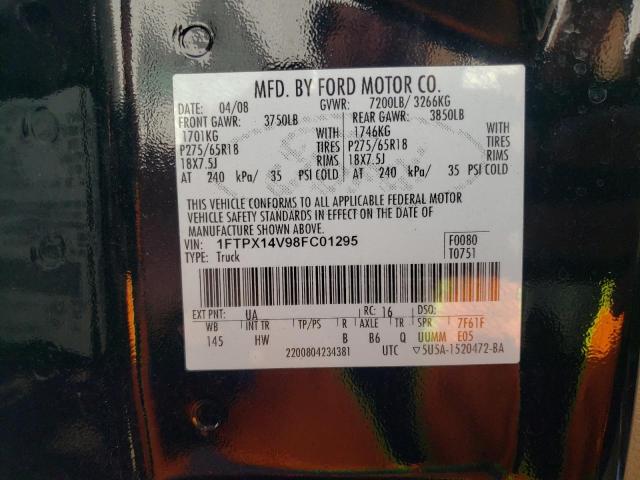 MFD. BY FORD MOTOR CO.
DATE: 04/08 GVWR: 7200LB/ 3266KG
FRONT GAWR: 3750LB REAR GAWR: 3850LB
1701KG WITH 1746KG WITH
P275/65R18 TIRES P275/65R18 TIRES
18X7.5J RIMS 18X7.5J RIMS
AT 240 kPa/ 35 PSI COLD AT 240 kPa/ 35 PSI COLD
THIS VEHICLE CONFORMS TO ALL APPLICABLE FEDERAL MOTOR
VEHICLE SAFETY STANDARDS IN EFFECT ON THE DATE OF
MANUFACTURE SHOWN ABOVE.
VIN: 1FTPX14V98FC01295 F0080
TYPE: Truck T0751
EXT PNT: UA RC: 16 DSO:
WB INT TR TP/PS R AXLE TR SPR 7F61F
145 HW B B6 Q UUMM E05
2200804234381 UTC ▽5U5A-1520472-BA